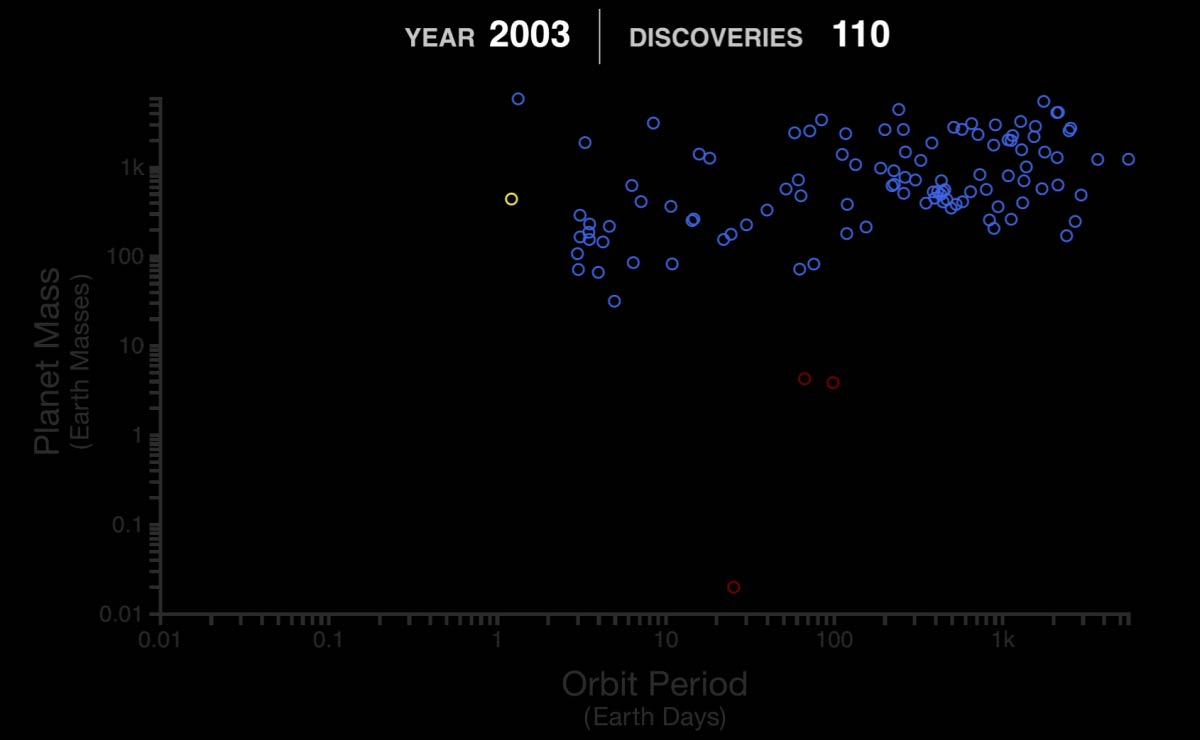 YEAR 2003 DISCOVERIES 110
1k
100
10
1
0.1
0.01
Planet Mass
(Earth Masses)
0.01 0.1 1 10 100 1k
Orbit Period
(Earth Days)